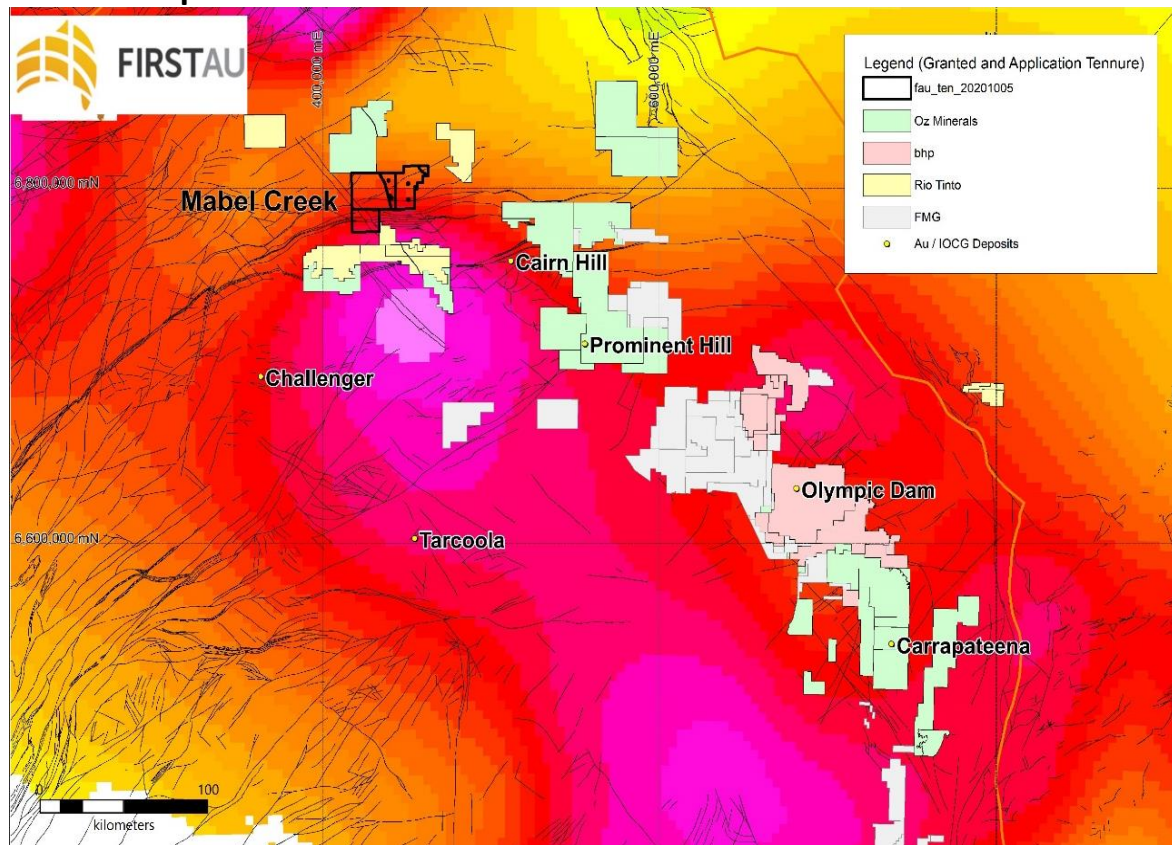 FIRSTAU
400,000 mE
600,000 mE
Legend (Granted and Application Tennure)
fau_ten_20201005
Oz Minerals
bhp
Rio Tinto
FMG
Au / IOCG Deposits
6,800,000 mN
Mabel Creek
Cairn Hill
Prominent Hill
Challenger
Olympic Dam
6,600,000 mN
Tarcoola
Carrapateena
0 100
kilometers